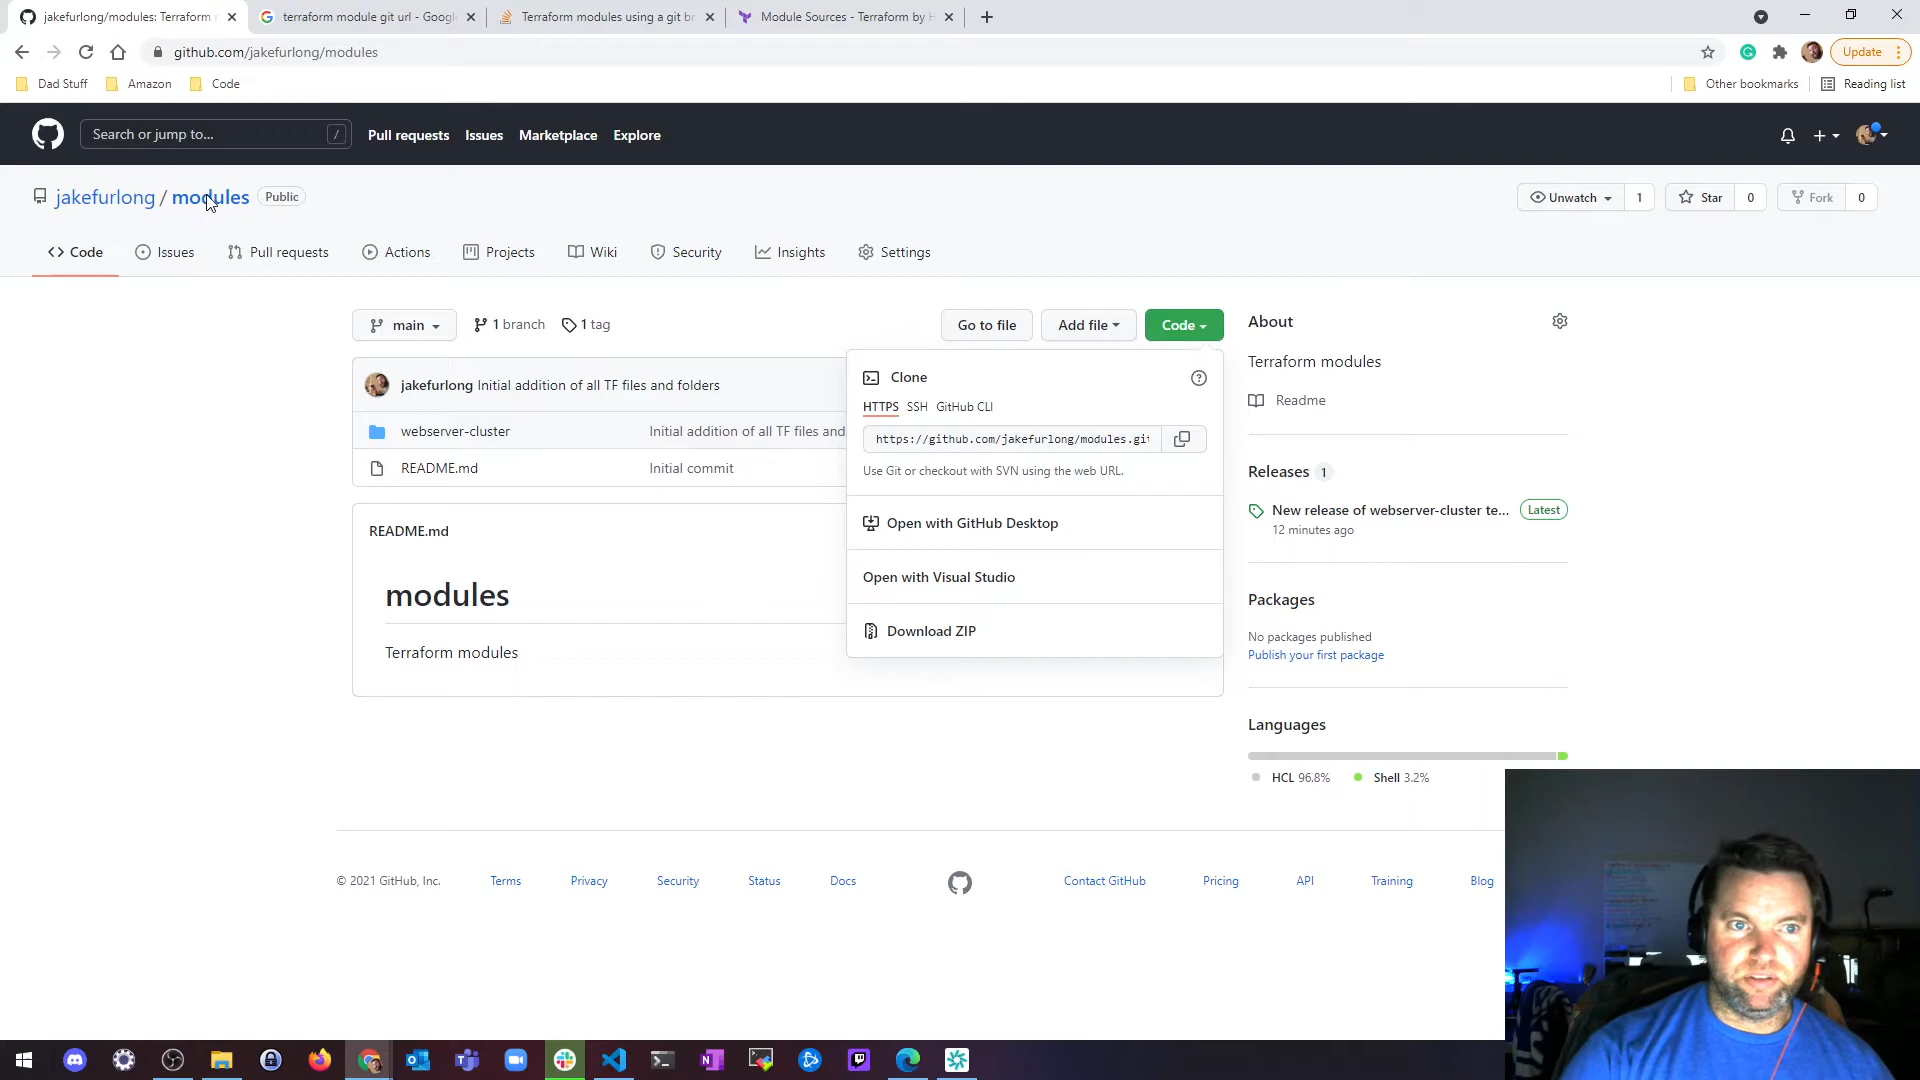 jakefurlong/modules: Terraform m
terraform module git url - Googl
Terraform modules using a git br
Module Sources - Terraform by H
github.com/jakefurlong/modules
Update
Dad Stuff
Amazon
Code
Other bookmarks
Reading list
Search or jump to...
/
Pull requests
Issues
Marketplace
Explore
jakefurlong / modules
Public
Unwatch
1
Star
0
Fork
0
Code
Issues
Pull requests
Actions
Projects
Wiki
Security
Insights
Settings
main
1 branch
1 tag
Go to file
Add file
Code
About
jakefurlong Initial addition of all TF files and folders
Clone
Terraform modules
HTTPS SSH GitHub CLI
Readme
webserver-cluster
Initial addition of all TF files and
https://github.com/jakefurlong/modules.git
README.md
Initial commit
Use Git or checkout with SVN using the web URL.
Releases 1
New release of webserver-cluster te...
Latest
12 minutes ago
README.md
Open with GitHub Desktop
Open with Visual Studio
modules
Packages
Download ZIP
No packages published
Terraform modules
Publish your first package
Languages
HCL 96.8%
Shell 3.2%
© 2021 GitHub, Inc.
Terms
Privacy
Security
Status
Docs
Contact GitHub
Pricing
API
Training
Blog